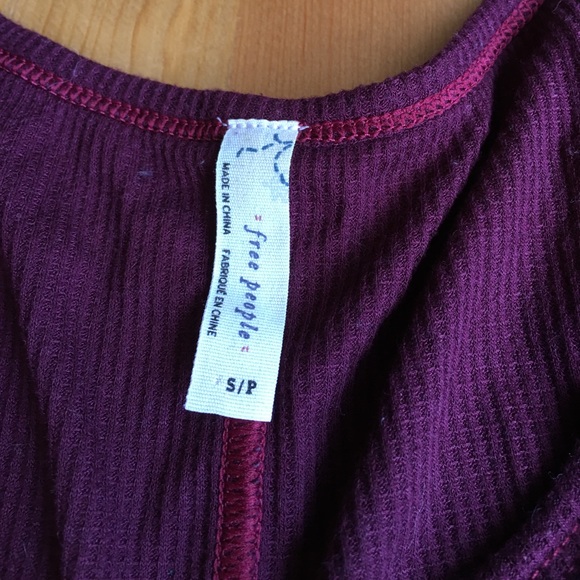 MADE IN CHINA FABRIQUÉ EN CHINE
= free people =
S/P